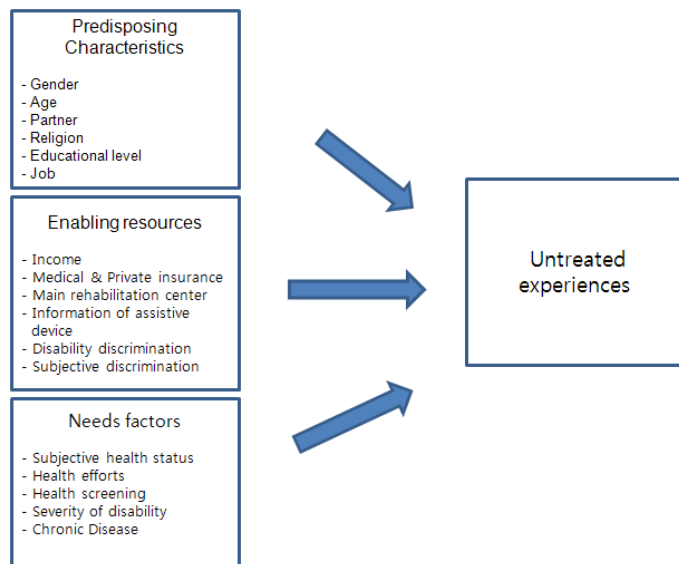 Predisposing
Characteristics
- Gender
- Age
- Partner
- Religion
- Educational level
- Job
Enabling resources
- Income
- Medical & Private insurance
- Main rehabilitation center
- Information of assistive
device
- Disability discrimination
- Subjective discrimination
Needs factors
- Subjective health status
- Health efforts
- Health screening
- Severity of disability
- Chronic Disease
Untreated
experiences